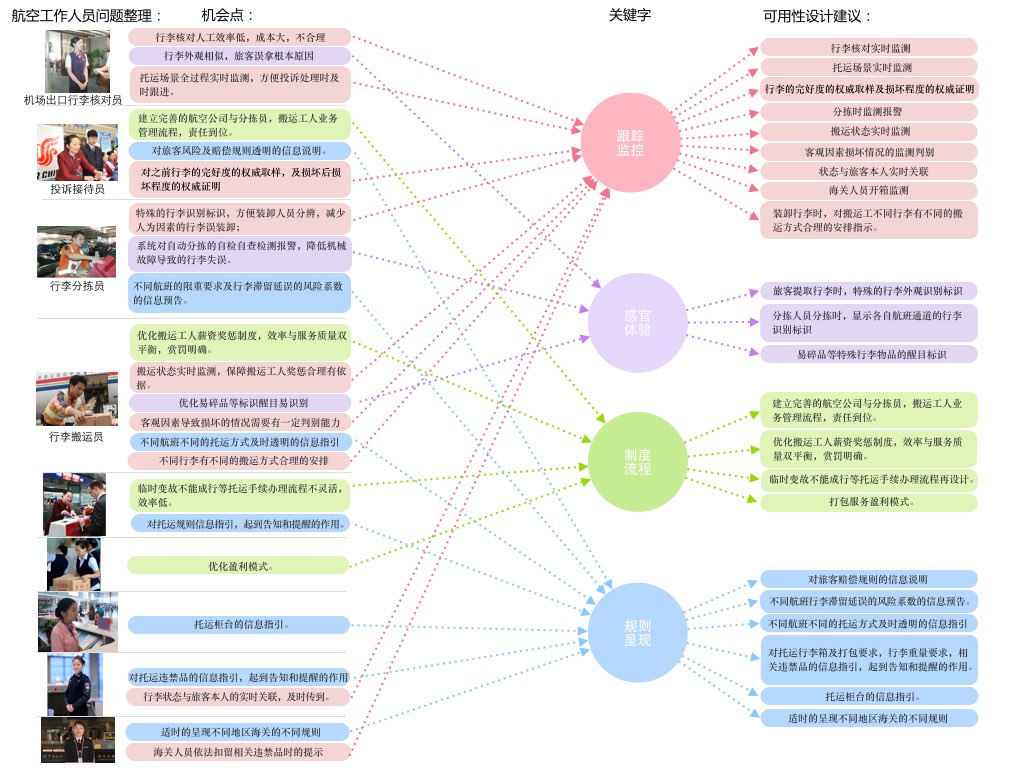 航空工作人员问题整理：
机会点：
关键字
可用性设计建议：
机场出口行李核对员
行李核对人工效率低，成本大，不合理
行李外观相似，旅客误拿根本原因
托运场景全过程实时监测，方便投诉处理时及
时跟进。
投诉接待员
建立完善的航空公司与分拣员，搬运工人业务
管理流程，责任到位。
对旅客风险及赔偿规则透明的信息说明。
对之前行李的完好度的权威取样，及损坏后损
坏程度的权威证明
行李分拣员
特殊的行李识别标识，方便装卸人员分辨，减少
人为因素的行李误装卸；
系统对自动分拣的自检自查检测报警，降低机械
故障导致的行李失误。
不同航班的限重要求及行李滞留延误的风险系数
的信息预告。
行李搬运员
优化搬运工人薪资奖惩制度，效率与服务质量双
平衡，赏罚明确。
搬运状态实时监测，保障搬运工人奖惩合理有依
据。
优化易碎品等标识醒目易识别
客观因素导致损坏的情况需要有一定判别能力
不同航班不同的托运方式及时透明的信息指引
不同行李有不同的搬运方式合理的安排
临时变故不能成行等托运手续办理流程不灵活，
效率低。
对托运规则信息指引，起到告知和提醒的作用。
优化盈利模式。
托运柜台的信息指引。
对托运违禁品的信息指引，起到告知和提醒的作用
行李状态与旅客本人的实时关联，及时传到。
适时的呈现不同地区海关的不同规则
海关人员依法扣留相关违禁品时的提示
跟踪
监控
感官
体验
制度
流程
规则
呈现
行李核对实时监测
托运场景实时监测
行李的完好度的权威取样及损坏程度的权威证明
分拣时监测报警
搬运状态实时监测
客观因素损坏情况的监测判别
状态与旅客本人实时关联
海关人员开箱监测
装卸行李时，对搬运工不同行李有不同的搬
运方式合理的安排指示。
旅客提取行李时，特殊的行李外观识别标识
分拣人员分拣时，显示各自航班通道的行李
识别标识
易碎品等特殊行李物品的醒目标识
建立完善的航空公司与分拣员，搬运工人业
务管理流程，责任到位。
优化搬运工人薪资奖惩制度，效率与服务质
量双平衡，赏罚明确。
临时变故不能成行等托运手续办理流程再设计。
打包服务盈利模式。
对旅客赔偿规则的信息说明
不同航班行李滞留延误的风险系数的信息预告。
不同航班不同的托运方式及时透明的信息指引
对托运行李箱及打包要求，行李重量要求，相
关违禁品的信息指引，起到告知和提醒的作用。
托运柜台的信息指引。
适时的呈现不同地区海关的不同规则